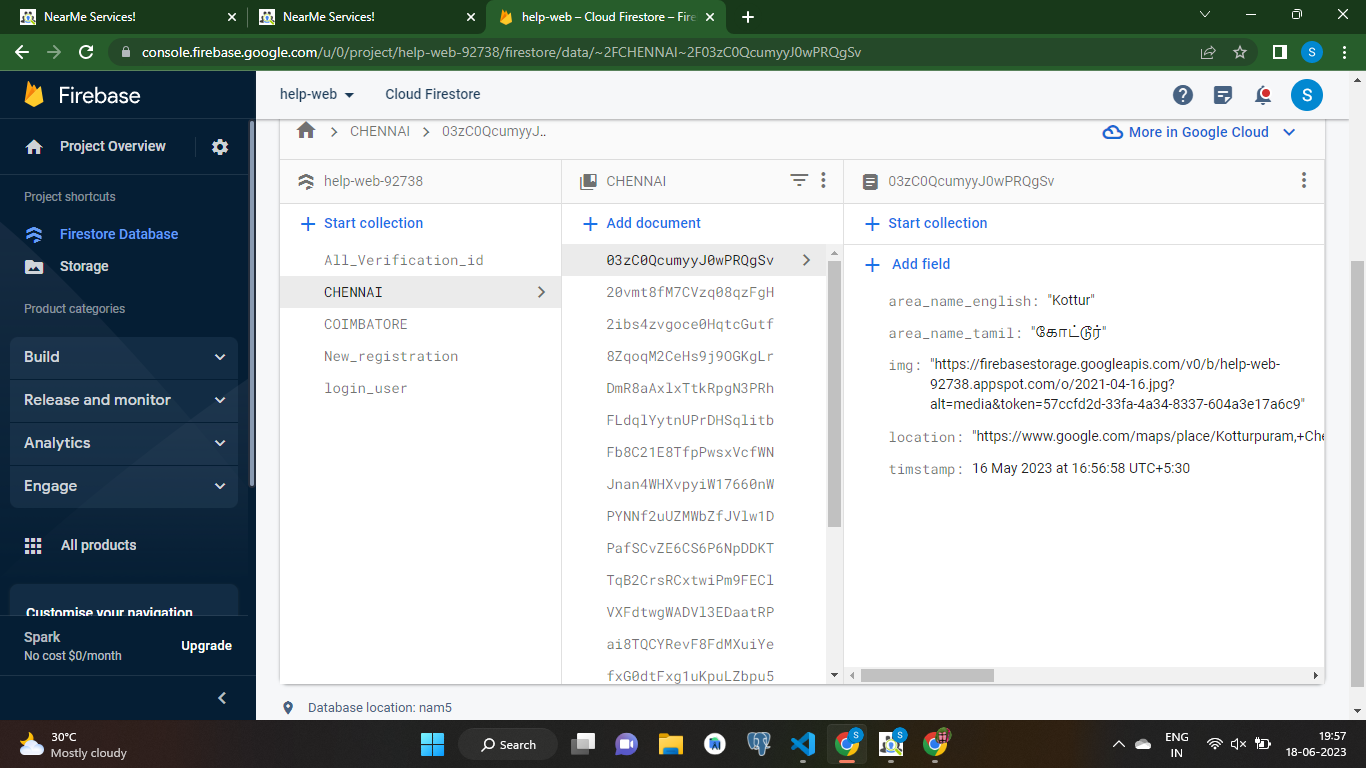 NearMe Services!
NearMe Services!
help-web – Cloud Firestore – Fire
console.firebase.google.com/u/0/project/help-web-92738/firestore/data/~2FCHENNAI~2F03zC0QcumyyJ0wPRQgSv
S
Firebase
help-web
Cloud Firestore
S
Project Overview
CHENNAI
03zC0QcumyyJ..
More in Google Cloud
Project shortcuts
Firestore Database
Storage
Product categories
Build
Release and monitor
Analytics
Engage
All products
Customise your navigation
Spark
No cost $0/month
Upgrade
help-web-92738
Start collection
All_Verification_id
CHENNAI
COIMBATORE
New_registration
login_user
CHENNAI
Add document
03zC0QcumyyJ0wPRQgSv
20vmt8fM7CVzq08qzFgH
2ibs4zvgoce0HqtcGutf
8ZqoqM2CeHs9j9OGKgLr
DmR8aAxlxTtkRpgN3PRh
FLdqlYytnUPrDHSqlitb
Fb8C21E8TfpPwsxVcfWN
Jnan4WHXvpyiW17660nW
PYNNf2uUZMWbZfJVlw1D
PafSCvZE6CS6P6NpDDKT
TqB2CrsRCxtwiPm9FECl
VXFdtwgWADVl3EDaatRP
ai8TQCYRevF8FdMXuiYe
fxG0dtFxg1uKpuLZbpu5
03zC0QcumyyJ0wPRQgSv
Start collection
Add field
area_name_english: "Kottur"
area_name_tamil: "கோட்டூர்"
img: "https://firebasestorage.googleapis.com/v0/b/help-web-
92738.appspot.com/o/2021-04-16.jpg?
alt=media&token=57ccfd2d-33fa-4a34-8337-604a3e17a6c9"
location: "https://www.google.com/maps/place/Kotturpuram,+Che
timstamp: 16 May 2023 at 16:56:58 UTC+5:30
Database location: nam5
30°C
Mostly cloudy
Search
S
S
ENG
IN
19:57
18-06-2023